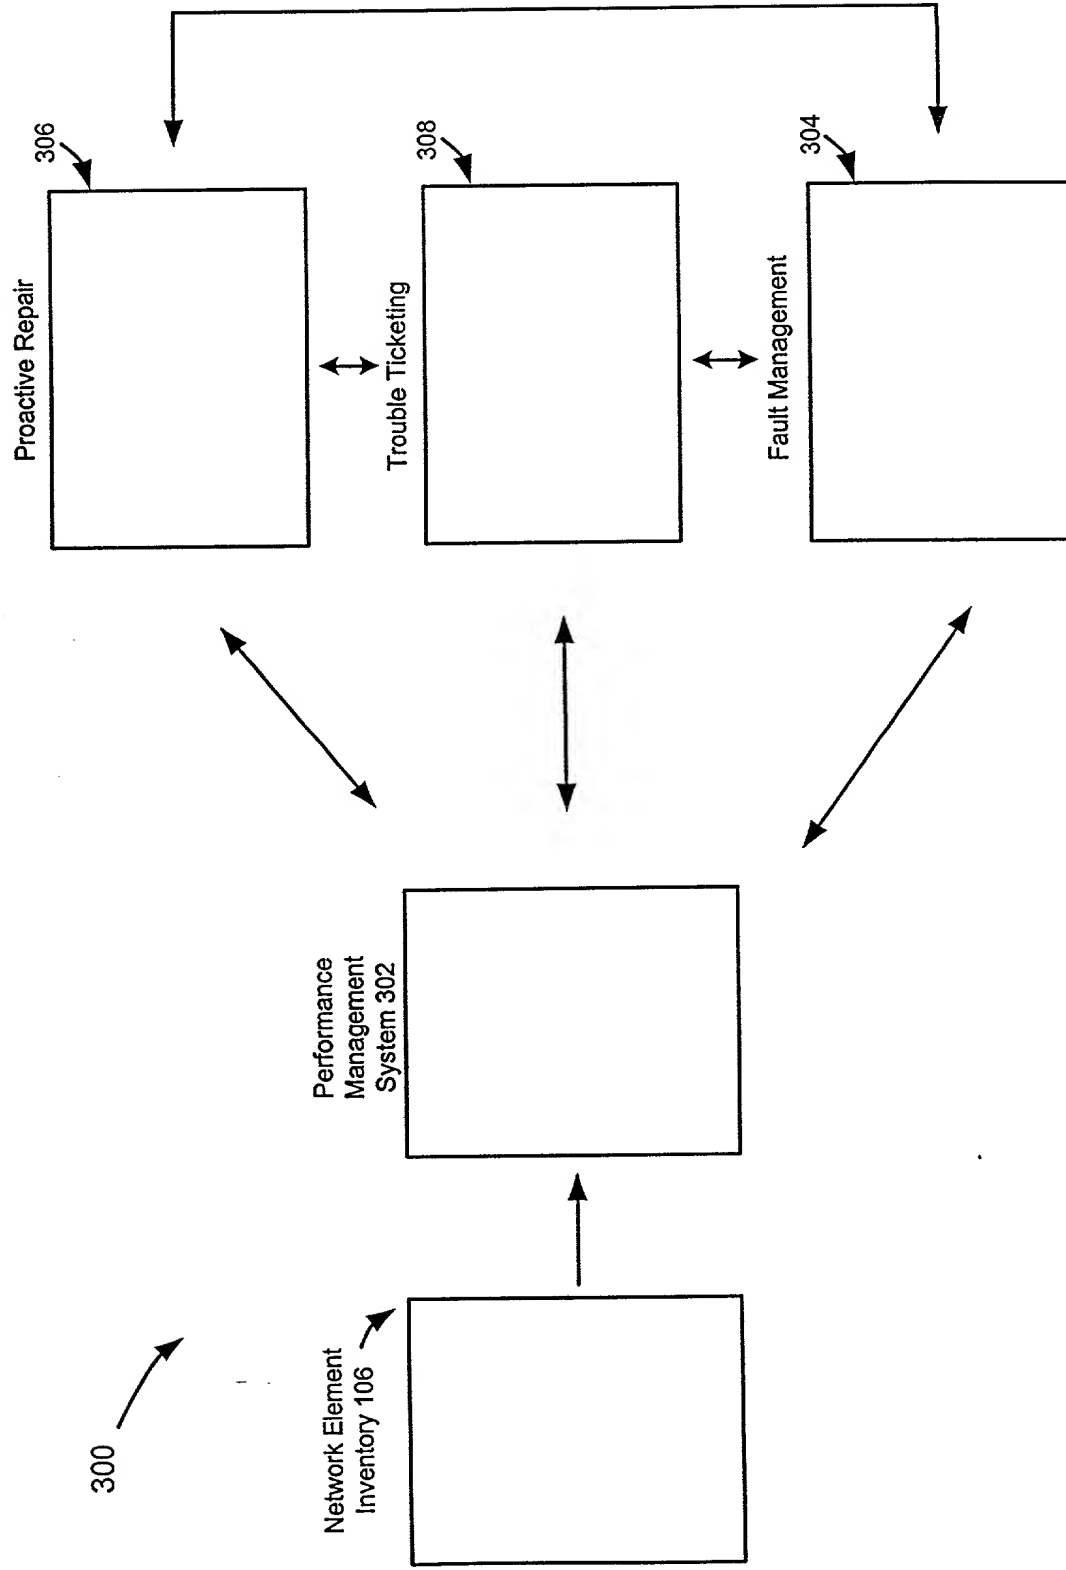 300
Network Element
Inventory 106
Performance
Management
System 302
Proactive Repair
306
Trouble Ticketing
308
Fault Management
304